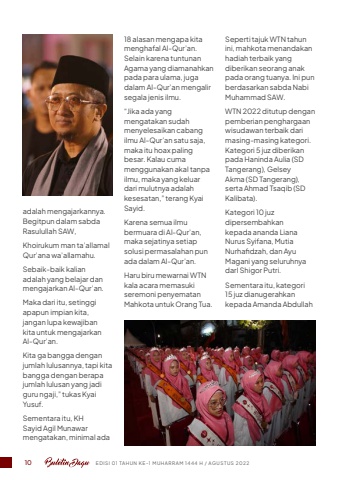 adalah mengajarkannya.
Begitpun dalam sabda
Rasulullah SAW.
Khoirukum man ta'allamal
Qur'ana wa'allamahu.
Sebaik-baik kalian
adalah yang belajar dan
mengajarkan Al-Qur'an.
Maka dari itu, setinggi
apapun impian kita,
jangan lupa kewajiban
kita untuk mengajarkan
Al-Qur'an.
Kita ga bangga dengan
jumlah lulusannya, tapi kita
bangga dengan berapa
jumlah lulusan yang jadi
guru ngaji," tukas Kyai
Yusuf.
Sementara itu, KH
Sayid Agil Munawar
mengatakan, minimal ada
18 alasan mengapa kita
menghafal Al-Qur'an.
Selain karena tuntunan
Agama yang diamanahkan
pada para ulama, juga
dalam Al-Qur'an mengalir
segala jenis ilmu.
"Jika ada yang
mengatakan sudah
menyelesaikan cabang
ilmu Al-Qur'an satu saja,
maka itu hoax paling
besar. Kalau cuma
menggunakan akal tanpa
ilmu, maka yang keluar
dari mulutnya adalah
kesesatan," terang Kyai
Sayid.
Karena semua ilmu
bermuara di Al-Qur'an,
maka sejatinya setiap
solusi permasalahan pun
ada dalam Al-Qur'an.
Haru biru mewarnai WTN
kala acara memasuki
seremoni penyematan
Mahkota untuk Orang Tua.
Seperti tajuk WTN tahun
ini, mahkota menandakan
hadiah terbaik yang
diberikan seorang anak
pada orang tuanya. Ini pun
berdasarkan sabda Nabi
Muhammad SAW.
WTN 2022 ditutup dengan
pemberian penghargaan
wisudawan terbaik dari
masing-masing kategori.
Kategori 5 juz diberikan
pada Haninda Aulia (SD
Tangerang), Gelsey
Akma (SD Tangerang),
serta Ahmad Tsaqib (SD
Kalibata).
Kategori 10 juz
dipersembahkan
kepada ananda Liana
Nurus Syifana, Mutia
Nurhafidzah, dan Ayu
Magani yang seluruhnya
dari Shigor Putri.
Sementara itu, kategori
15 juz dianugerahkan
kepada Amanda Abdullah
10 Buletin Daqu EDISI 01 TAHUN KE-1 MUHARRAM 1444 H / AGUSTUS 2022